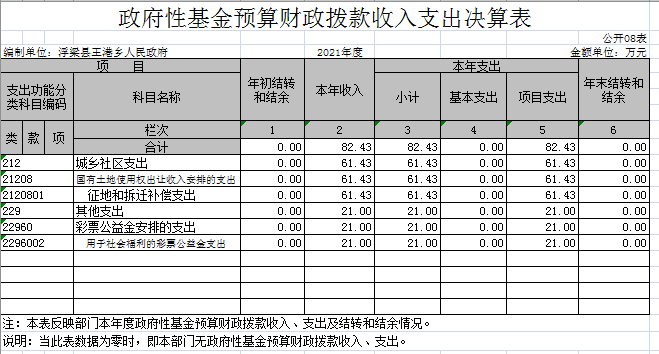 政府性基金预算财政拨款收入支出决算表
公开08表
编制单位：浮梁县王港乡人民政府 2021年度 金额单位：万元
项 目 年初结转和结余 本年收入 本年支出 年末结转和结余
支出功能分类科目编码 科目名称 小计 基本支出 项目支出
类 款 项 栏次 1 2 3 4 5 6
合计 0.00 82.43 82.43 0.00 82.43 0.00
212 城乡社区支出 0.00 61.43 61.43 0.00 61.43 0.00
21208 国有土地使用权出让收入安排的支出 0.00 61.43 61.43 0.00 61.43 0.00
2120801 征地和拆迁补偿支出 0.00 61.43 61.43 0.00 61.43 0.00
229 其他支出 0.00 21.00 21.00 0.00 21.00 0.00
22960 彩票公益金安排的支出 0.00 21.00 21.00 0.00 21.00 0.00
2296002 用于社会福利的彩票公益金支出 0.00 21.00 21.00 0.00 21.00 0.00
注：本表反映部门本年度政府性基金预算财政拨款收入、支出及结转和结余情况。
说明：当此表数据为零时，即本部门无政府性基金预算财政拨款收入、支出。